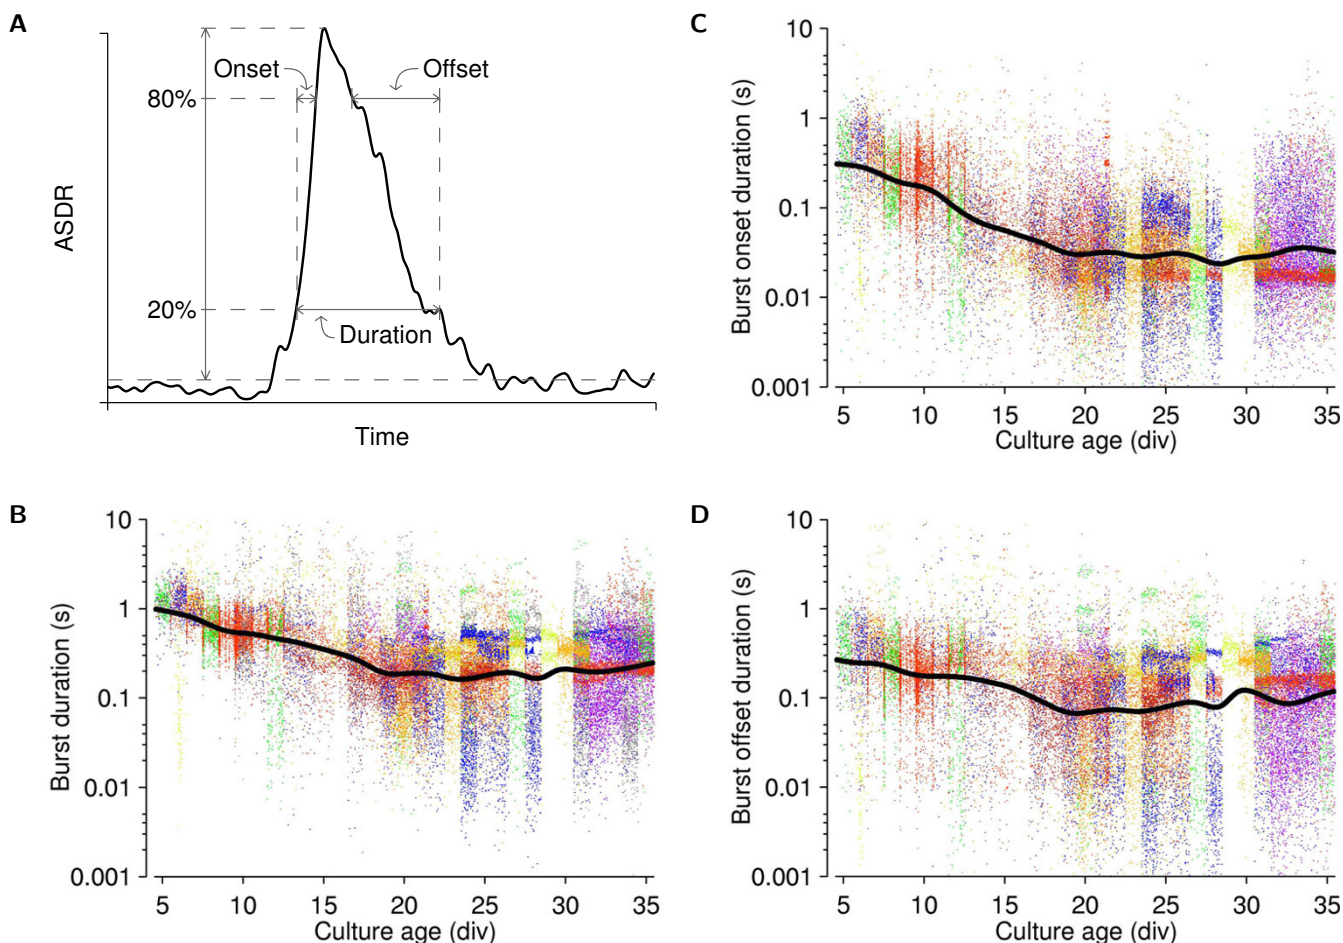 A
ASDR
80%
20%
Onset
Offset
Duration
Time
B
Burst duration (s)
10
1
0.1
0.01
0.001
5 10 15 20 25 30 35
Culture age (div)
C
Burst onset duration (s)
10
1
0.1
0.01
0.001
5 10 15 20 25 30 35
Culture age (div)
D
Burst offset duration (s)
10
1
0.1
0.01
0.001
5 10 15 20 25 30 35
Culture age (div)